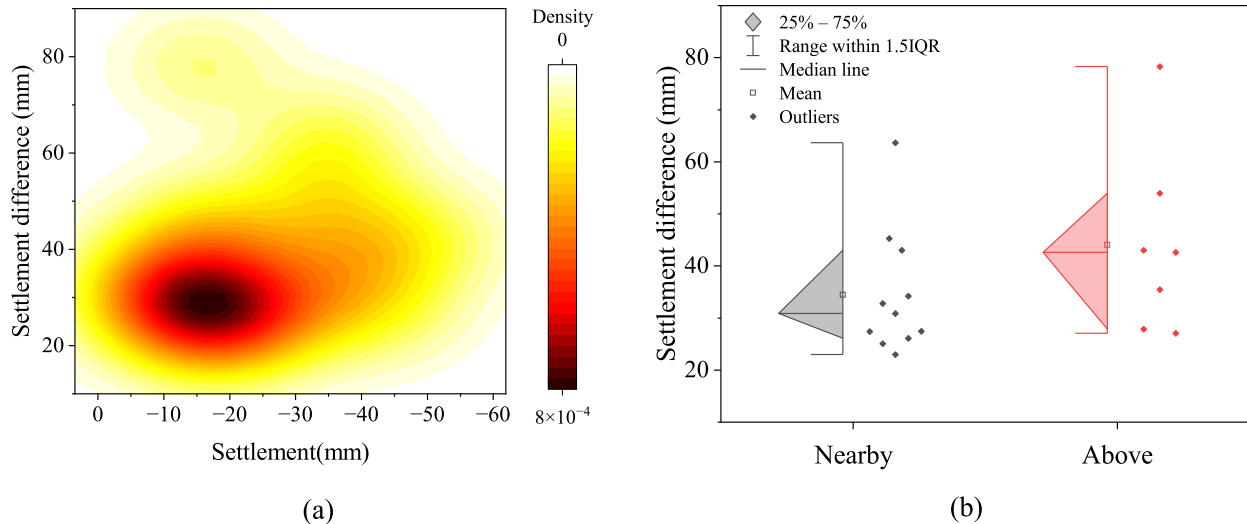 Density
0
80
60
40
20
Settlement difference (mm)
0
−10
−20
−30
−40
−50
−60
Settlement(mm)
8×10⁻⁴
(a)
25% – 75%
Range within 1.5IQR
Median line
Mean
Outliers
80
60
40
20
Settlement difference (mm)
Nearby
Above
(b)